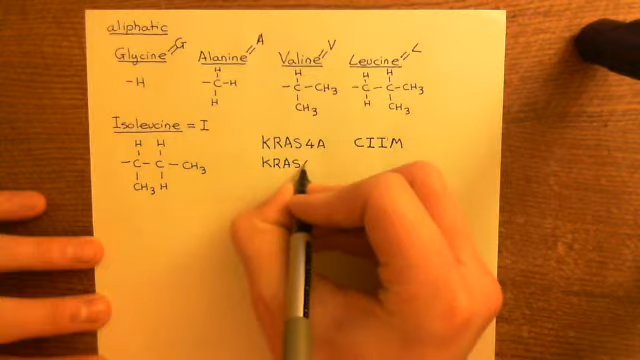 aliphatic
Glycine = G Alanine = A Valine = V Leucine = L
-H
H
-C-H
H
H
-C-CH3
CH3
H H
-C-C-CH3
H CH3
Isoleucine = I
H H
-C-C-CH3
CH3 H
KRAS4A CIIM
KRAS